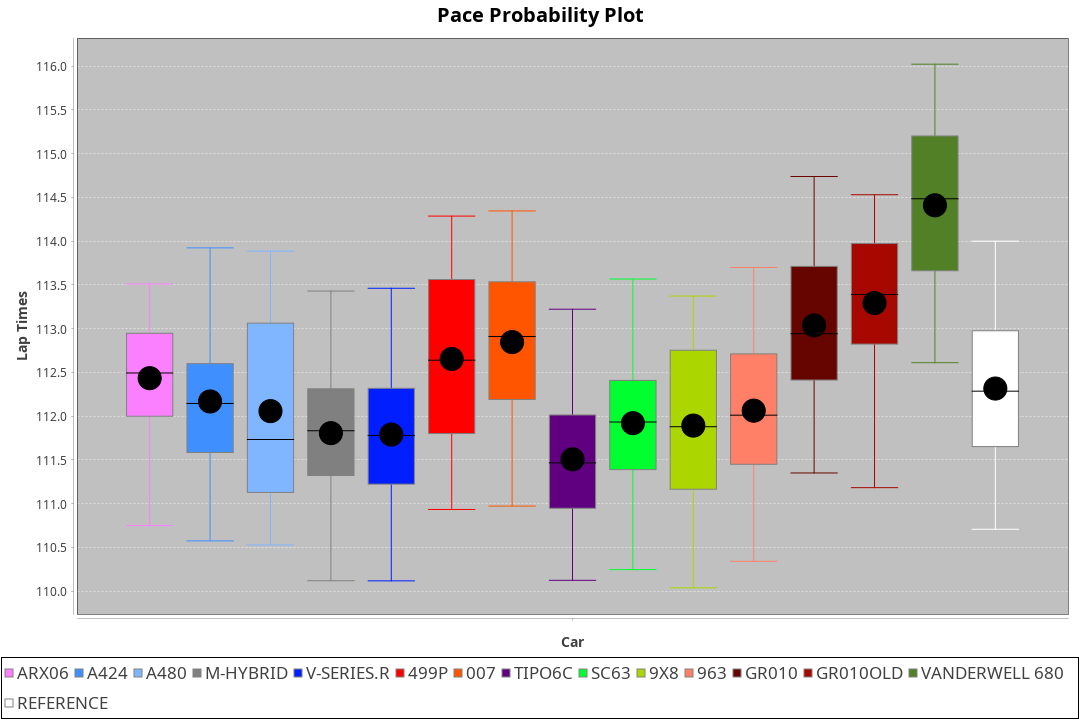 Pace Probability Plot
116.0
115.5
115.0
114.5
114.0
113.5
113.0
112.5
112.0
111.5
111.0
110.5
110.0
Lap Times
Car
ARX06 A424 A480 M-HYBRID V-SERIES.R 499P 007 TIPO6C SC63 9X8 963 GR010 GR010OLD VANDERWELL 680
REFERENCE